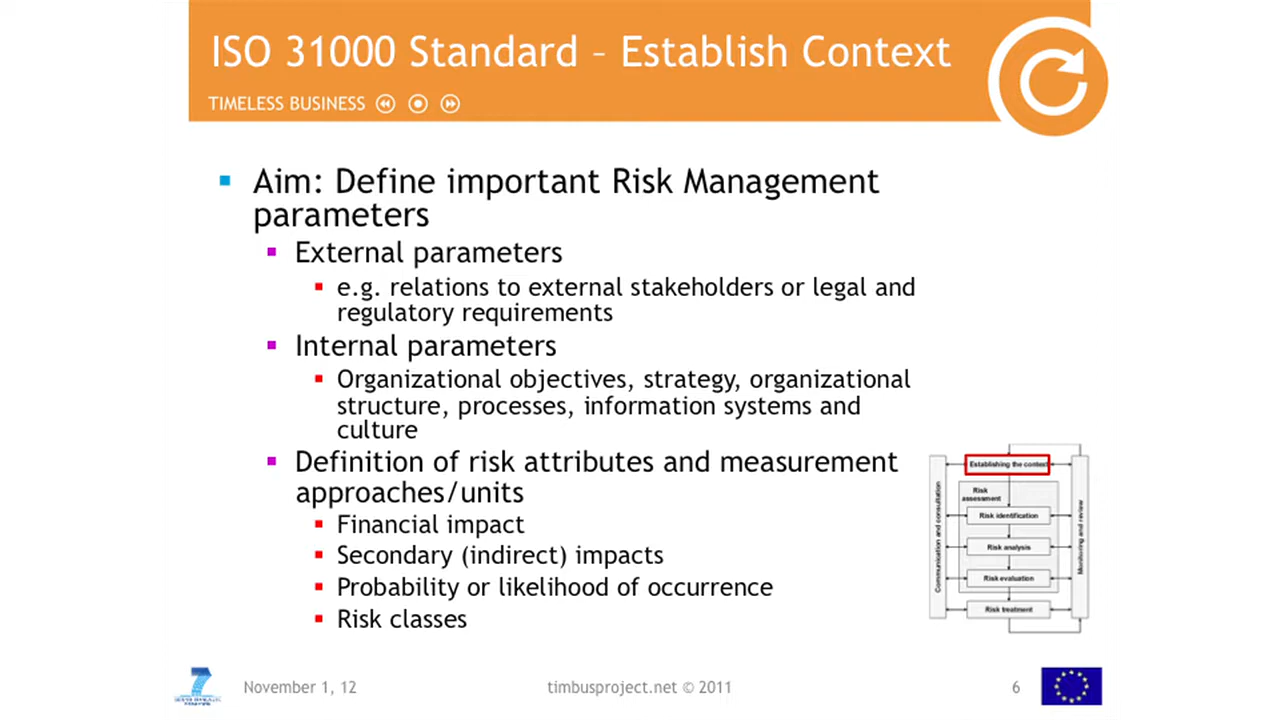 ISO 31000 Standard – Establish Context
TIMELESS BUSINESS
Aim: Define important Risk Management
parameters
External parameters
e.g. relations to external stakeholders or legal and
regulatory requirements
Internal parameters
Organizational objectives, strategy, organizational
structure, processes, information systems and
culture
Definition of risk attributes and measurement
approaches/units
Financial impact
Secondary (indirect) impacts
Probability or likelihood of occurrence
Risk classes
Establishing the context
Risk
assessment
Risk identification
Risk analysis
Risk evaluation
Risk treatment
Communication and consultation
Monitoring and review
November 1, 12
timbusproject.net © 2011
6